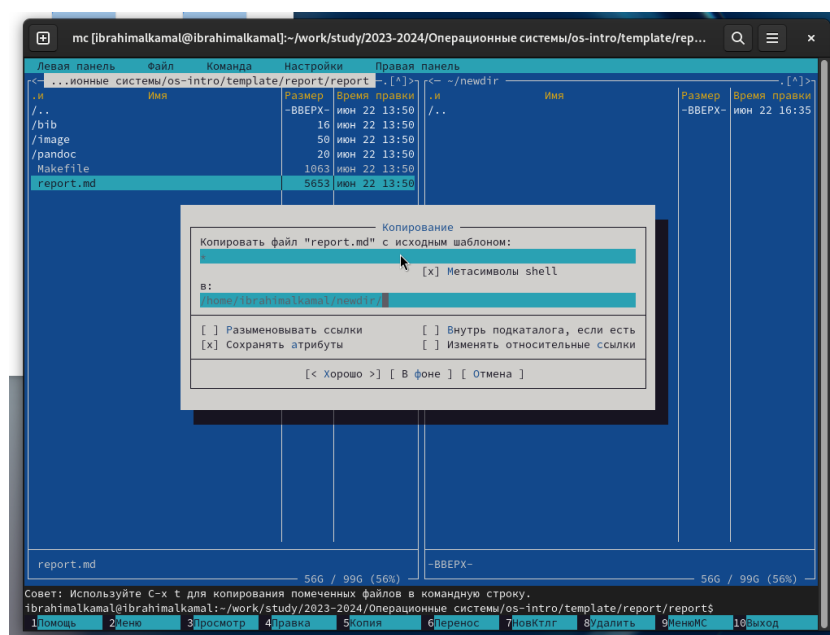 mc [ibrahimalkamal@ibrahimalkamal]:~/work/study/2023-2024/Операционные системы/os-intro/template/rep...
Левая панель Файл Команда Настройки Правая панель
<— ...ионные системы/os-intro/template/report/report —.[^]> <— ~/newdir —.[^]>
.и Имя Размер Время правки .и Имя Размер Время правки
/.. -ВВЕРХ- июн 22 13:50 /.. -ВВЕРХ- июн 22 16:35
/bib 16 июн 22 13:50
/image 50 июн 22 13:50
/pandoc 20 июн 22 13:50
Makefile 1063 июн 22 13:50
report.md 5653 июн 22 13:50
Копирование
Копировать файл "report.md" с исходным шаблоном:
*
[x] Метасимволы shell
в:
/home/ibrahimalkamal/newdir/
[ ] Разыменовывать ссылки [ ] Внутрь подкаталога, если есть
[x] Сохранять атрибуты [ ] Изменять относительные ссылки
[< Хорошо >] [ В фоне ] [ Отмена ]
report.md -ВВЕРХ-
56G / 99G (56%) 56G / 99G (56%)
Совет: Используйте C-x t для копирования помеченных файлов в командную строку.
ibrahimalkamal@ibrahimalkamal:~/work/study/2023-2024/Операционные системы/os-intro/template/report/report$
1Помощь 2Меню 3Просмотр 4Правка 5Копия 6Перенос 7НовКтлг 8Удалить 9МенюMC 10Выход